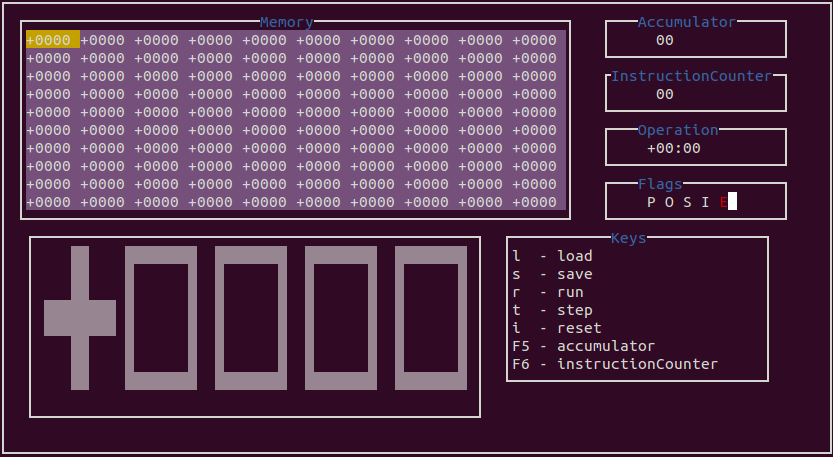 Memory
+0000 +0000 +0000 +0000 +0000 +0000 +0000 +0000 +0000 +0000
+0000 +0000 +0000 +0000 +0000 +0000 +0000 +0000 +0000 +0000
+0000 +0000 +0000 +0000 +0000 +0000 +0000 +0000 +0000 +0000
+0000 +0000 +0000 +0000 +0000 +0000 +0000 +0000 +0000 +0000
+0000 +0000 +0000 +0000 +0000 +0000 +0000 +0000 +0000 +0000
+0000 +0000 +0000 +0000 +0000 +0000 +0000 +0000 +0000 +0000
+0000 +0000 +0000 +0000 +0000 +0000 +0000 +0000 +0000 +0000
+0000 +0000 +0000 +0000 +0000 +0000 +0000 +0000 +0000 +0000
+0000 +0000 +0000 +0000 +0000 +0000 +0000 +0000 +0000 +0000
+0000 +0000 +0000 +0000 +0000 +0000 +0000 +0000 +0000 +0000
Accumulator
00
InstructionCounter
00
Operation
+00:00
Flags
P O S I E
+0000
Keys
l - load
s - save
r - run
t - step
i - reset
F5 - accumulator
F6 - instructionCounter